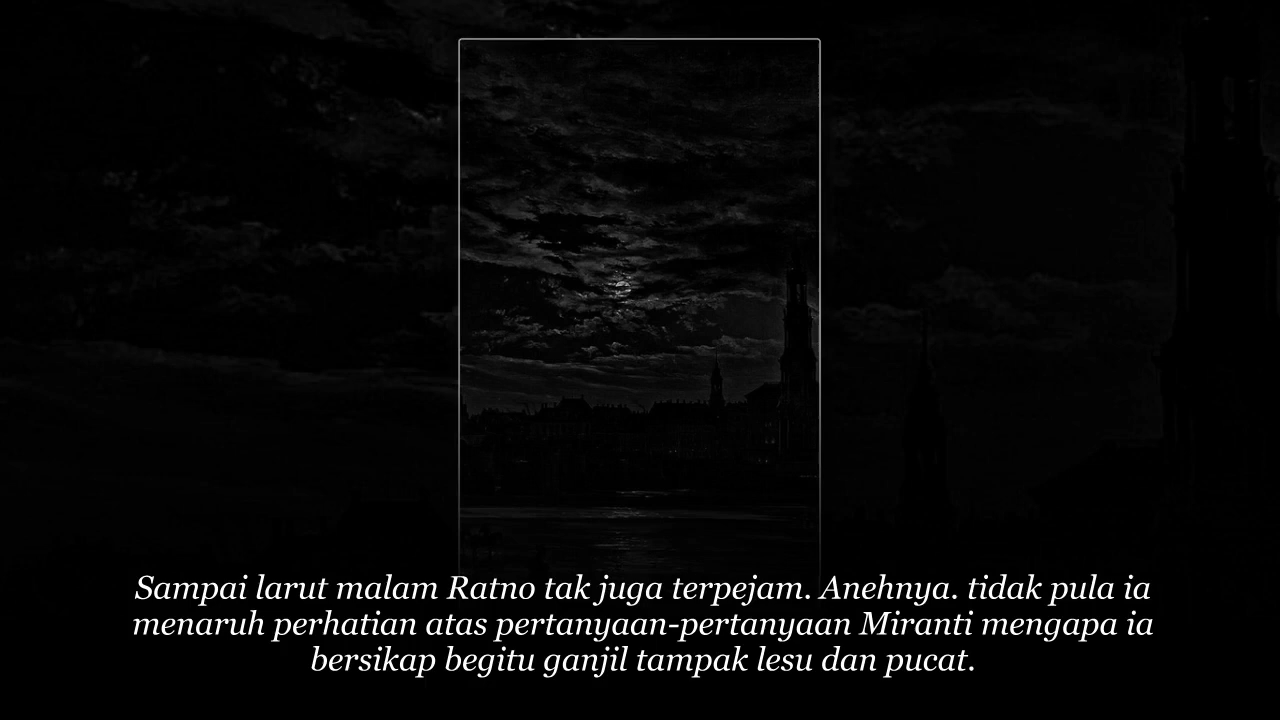 Sampai larut malam Ratno tak juga terpejam. Anehnya. tidak pula ia
menaruh perhatian atas pertanyaan-pertanyaan Miranti mengapa ia
bersikap begitu ganjil tampak lesu dan pucat.